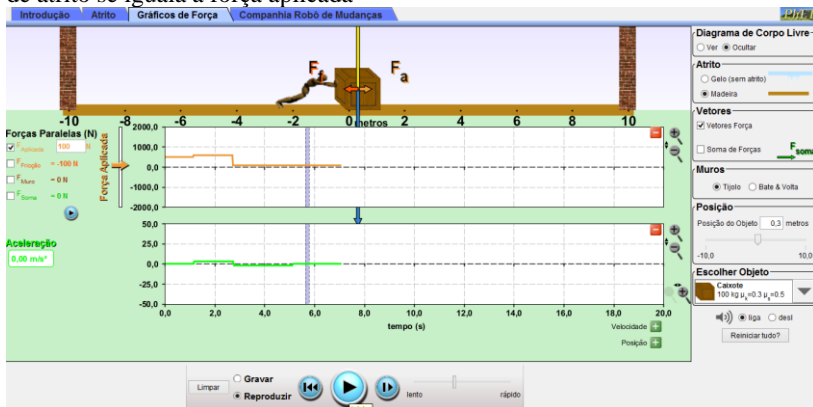 de atrito se iguala à força aplicada
Introdução Atrito Gráficos de Força Companhia Robô de Mudanças
Diagrama de Corpo Livre
Ver Ocultar
Atrito
Gelo (sem atrito)
Madeira
Vetores
Vetores Força
Soma de Forças Fsoma
Muros
Tijolo Bate & Volta
Posição
Posição do Objeto 0,3 metros
-10,0 10,0
Escolher Objeto
Caixote
100 kg μk=0.3 μs=0.5
liga desl
Reiniciar tudo?
Ff Fa
-10 -8 -6 -4 -2 0 metros 2 4 6 8 10
Forças Paralelas (N)
FAplicada 100 N
FFricção = -100 N
FMuro = 0 N
FSoma = 0 N
Força Aplicada
2000,0
1000,0
0,0
-1000,0
-2000,0
Aceleração
0,00 m/s²
50,0
25,0
0,0
-25,0
-50,0
0,0 2,0 4,0 6,0 8,0 10,0 12,0 14,0 16,0 18,0 20,0
tempo (s)
Velocidade
Posição
Limpar
Gravar
Reproduzir
lento rápido